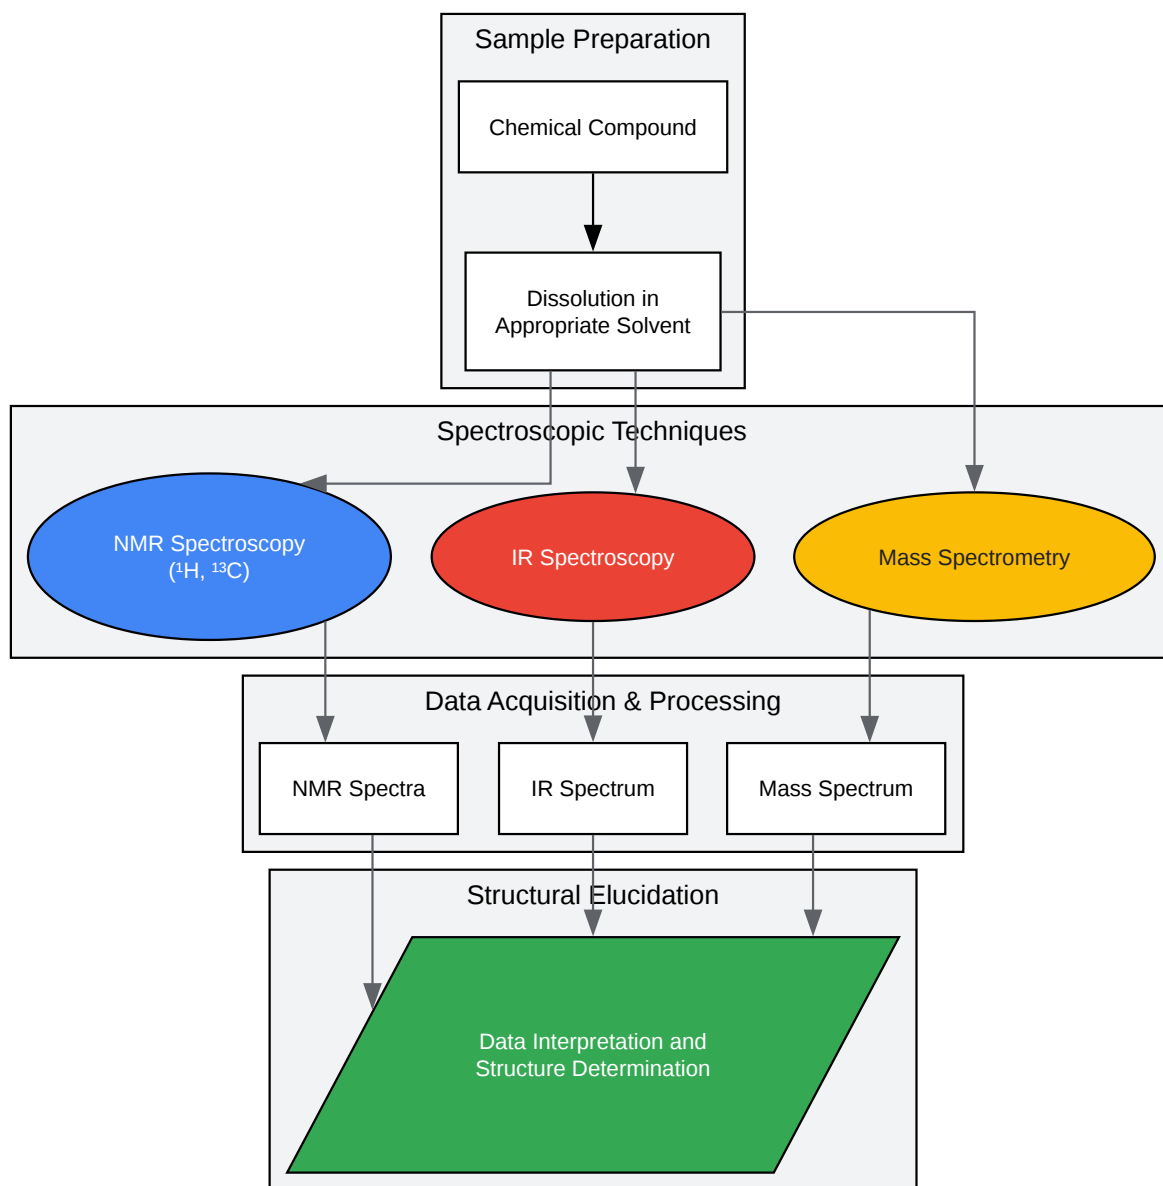 Sample Preparation
Chemical Compound
Dissolution in
Appropriate Solvent
Spectroscopic Techniques
NMR Spectroscopy
(¹H, ¹³C)
IR Spectroscopy
Mass Spectrometry
Data Acquisition & Processing
NMR Spectra
IR Spectrum
Mass Spectrum
Structural Elucidation
Data Interpretation and
Structure Determination